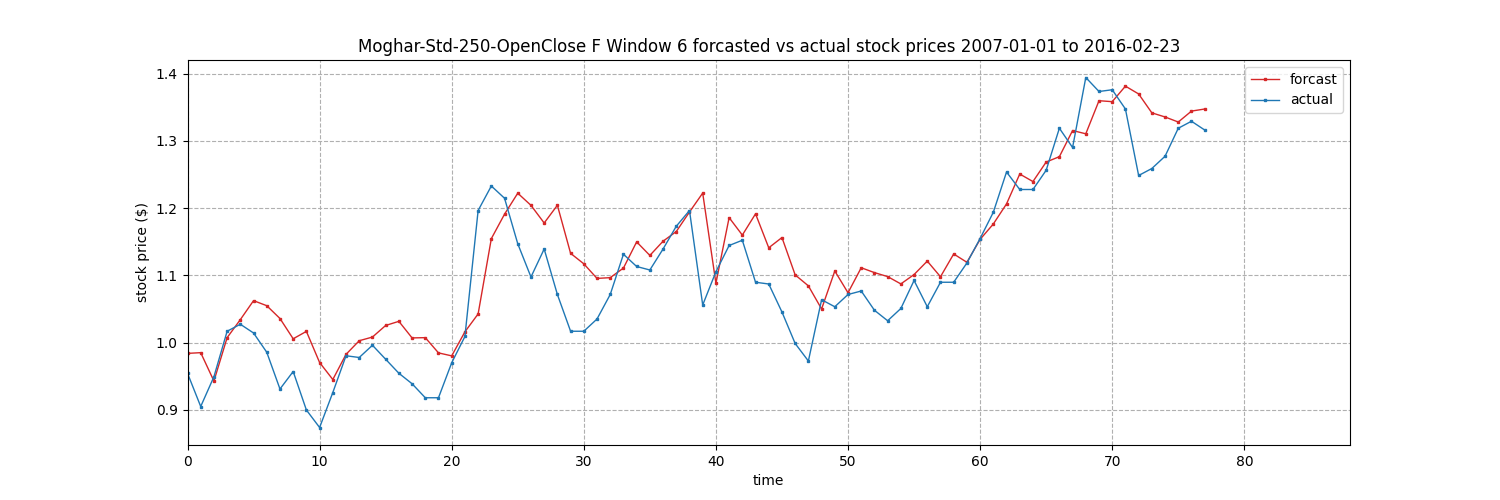 Moghar-Std-250-OpenClose F Window 6 forcasted vs actual stock prices 2007-01-01 to 2016-02-23
forcast
actual
stock price ($)
1.4
1.3
1.2
1.1
1.0
0.9
0 10 20 30 40 50 60 70 80
time